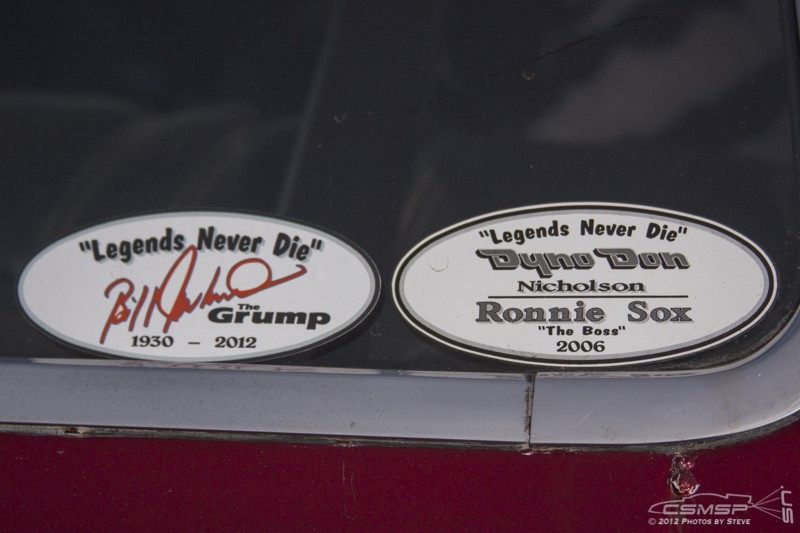 "Legends Never Die"
Bill
The Grump
1930 – 2012
"Legends Never Die"
Dyno Don
Nicholson
Ronnie Sox
"The Boss"
2006
CSMSP
© 2012 Photos by Steve